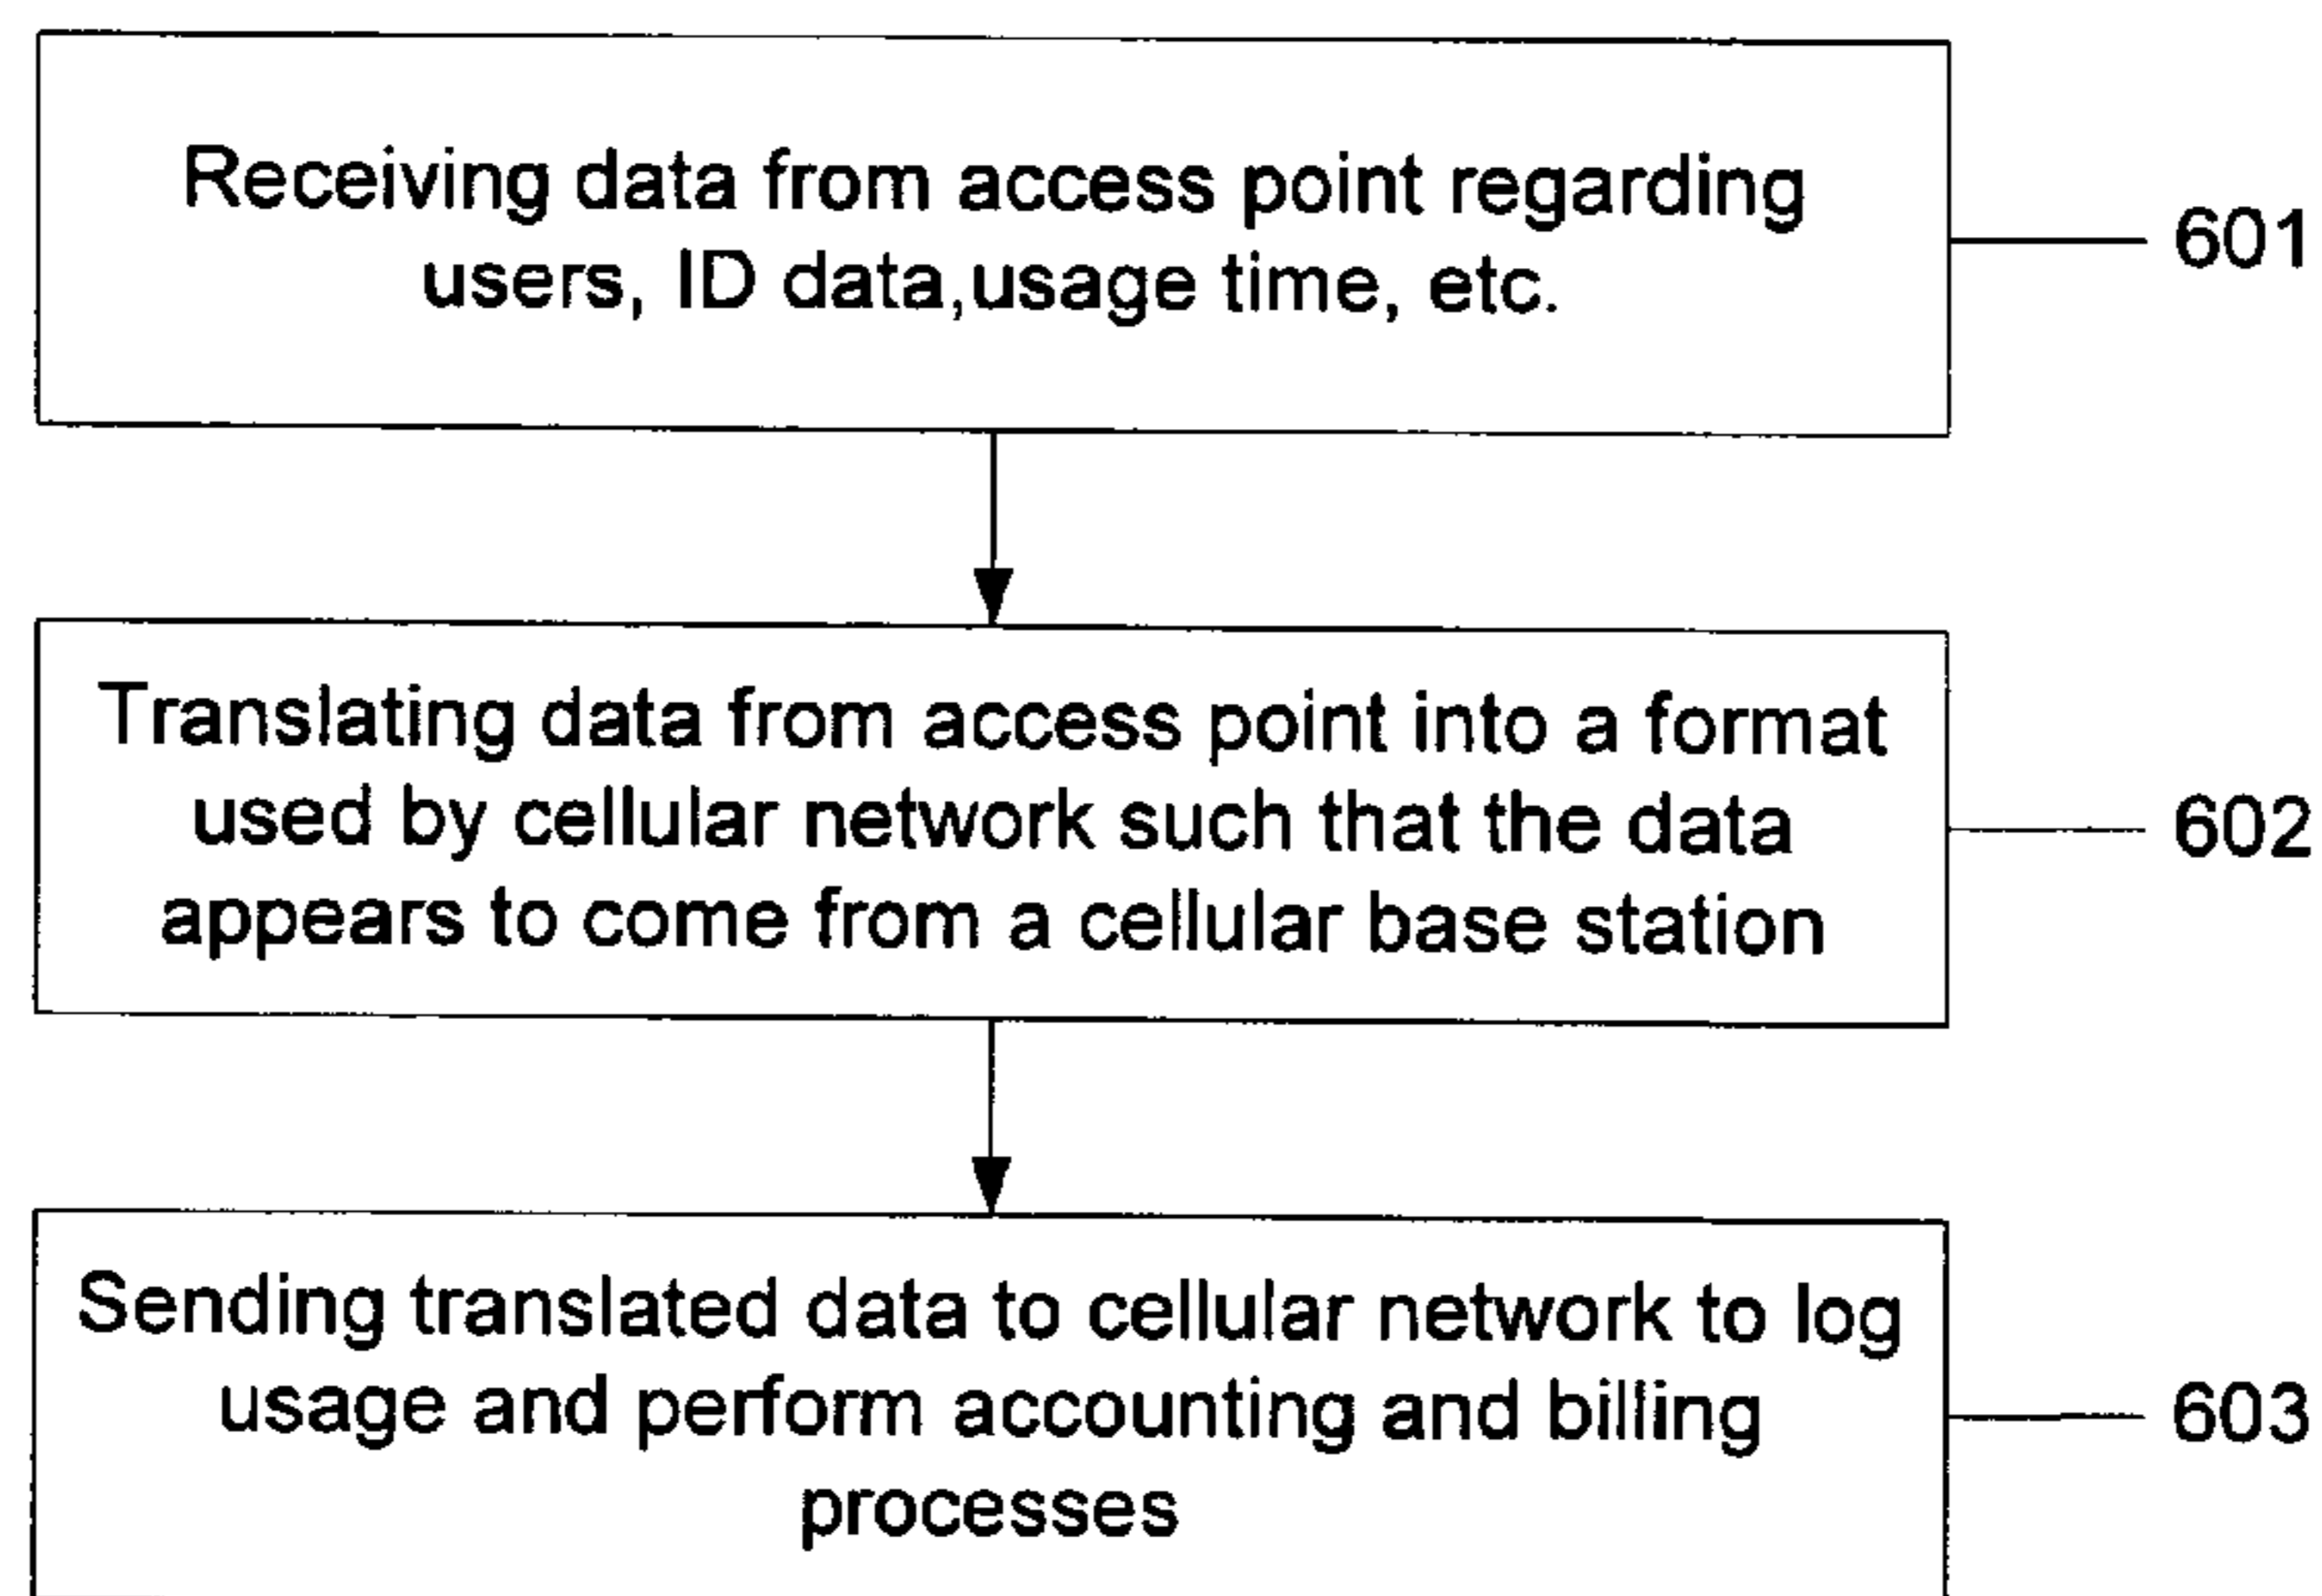 Receiving data from access point regarding
users, ID data,usage time, etc.
601
Translating data from access point into a format
used by cellular network such that the data
appears to come from a cellular base station
602
Sending translated data to cellular network to log
usage and perform accounting and billing
processes
603